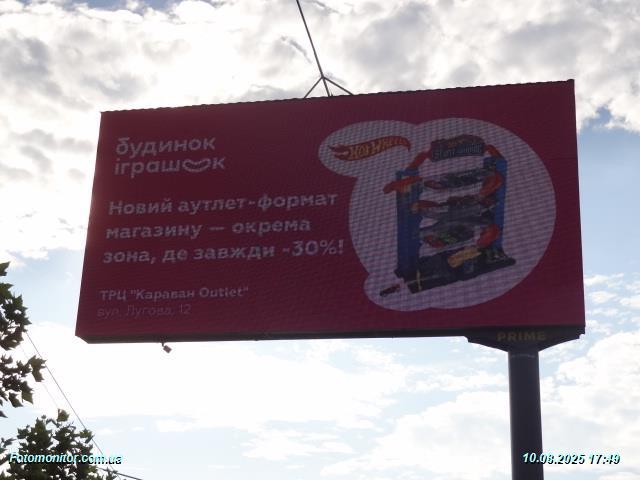 будинок
іграшок
Новий аутлет-формат
магазину — окрема
зона, де завжди -30%!
ТРЦ "Караван Outlet"
вул. Лугова, 12
HOT WHEELS
PRIME
Fotomonitor.com.ua
10.08.2025 17:49